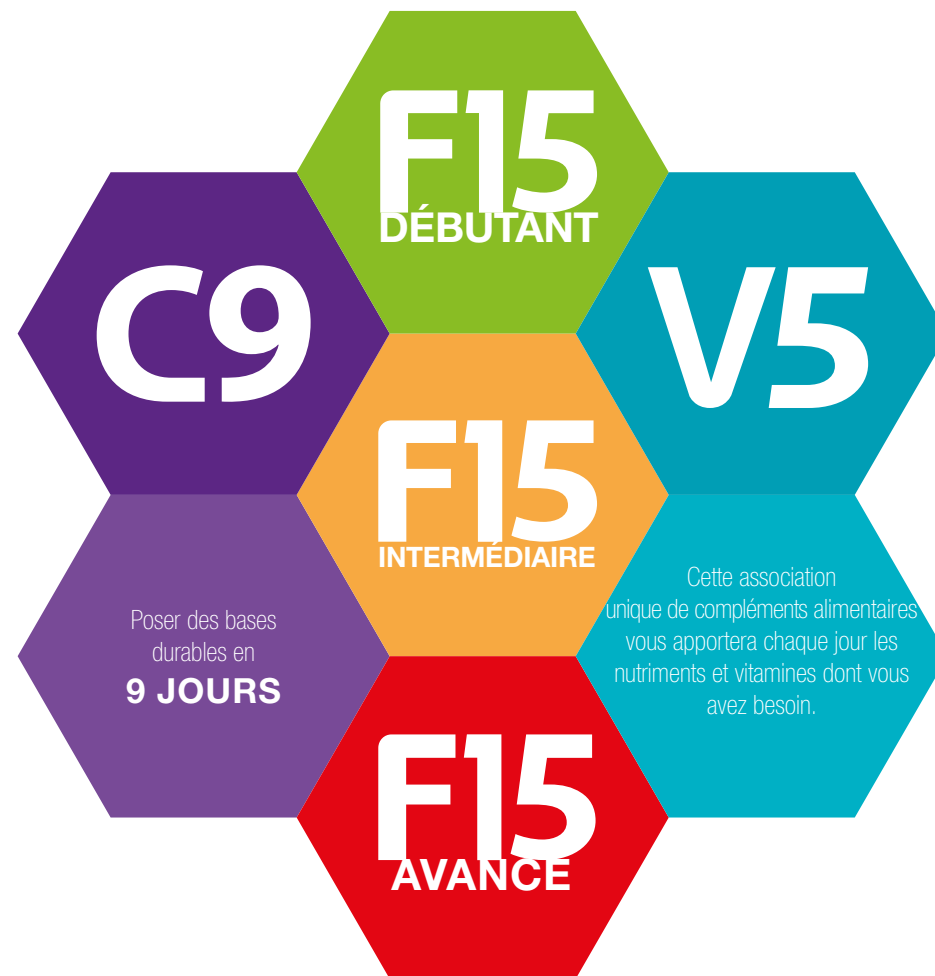 F15
DÉBUTANT
C9
V5
F15
INTERMÉDIAIRE
Poser des bases
durables en
9 JOURS
Cette association
unique de compléments alimentaires
vous apportera chaque jour les
nutriments et vitamines dont vous
avez besoin.
F15
AVANCÉ